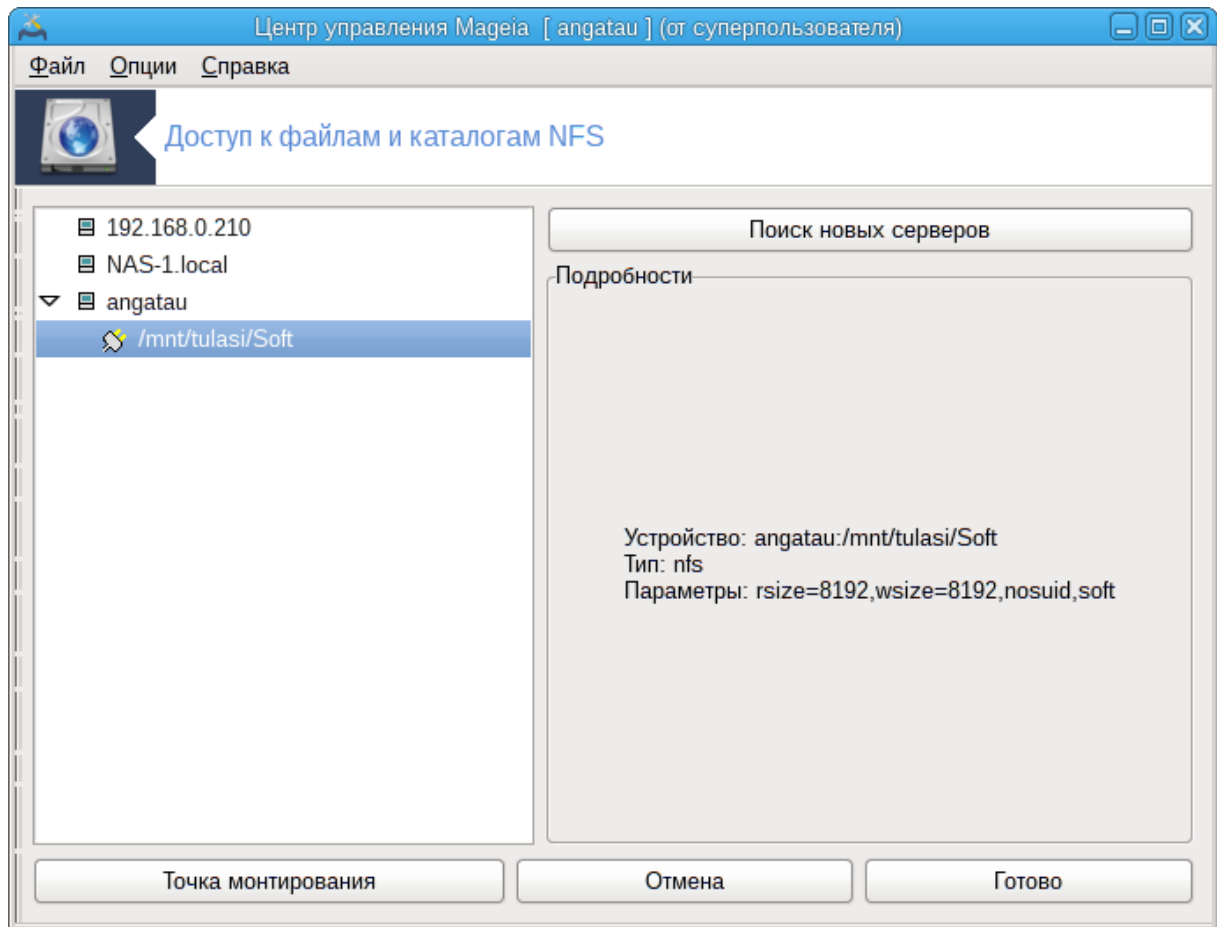 Центр управления Mageia [ angatau ] (от суперпользователя)
Файл Опции Справка
Доступ к файлам и каталогам NFS
192.168.0.210
NAS-1.local
angatau
/mnt/tulasi/Soft
Поиск новых серверов
Подробности
Устройство: angatau:/mnt/tulasi/Soft
Тип: nfs
Параметры: rsize=8192,wsize=8192,nosuid,soft
Точка монтирования Отмена Готово